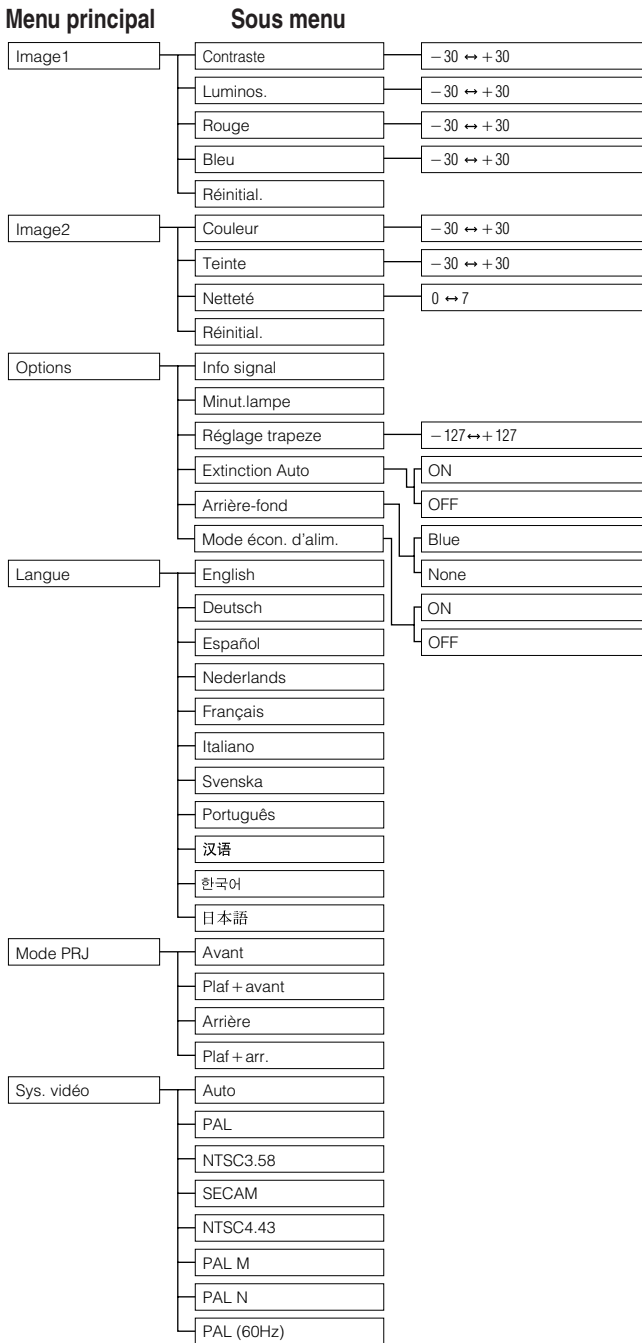 Menu principal Sous menu
Image1 Contraste −30 ↔ +30
Luminos. −30 ↔ +30
Rouge −30 ↔ +30
Bleu −30 ↔ +30
Réinitial.
Image2 Couleur −30 ↔ +30
Teinte −30 ↔ +30
Netteté 0 ↔ 7
Réinitial.
Options Info signal
Minut.lampe
Réglage trapeze −127↔+127
Extinction Auto ON
OFF
Arrière-fond
Blue
Mode écon. d'alim.
None
Langue English
ON
Deutsch
OFF
Español
Nederlands
Français
Italiano
Svenska
Português
汉语
한국어
日本語
Mode PRJ Avant
Plaf+avant
Arrière
Plaf+arr.
Sys. vidéo Auto
PAL
NTSC3.58
SECAM
NTSC4.43
PAL M
PAL N
PAL (60Hz)